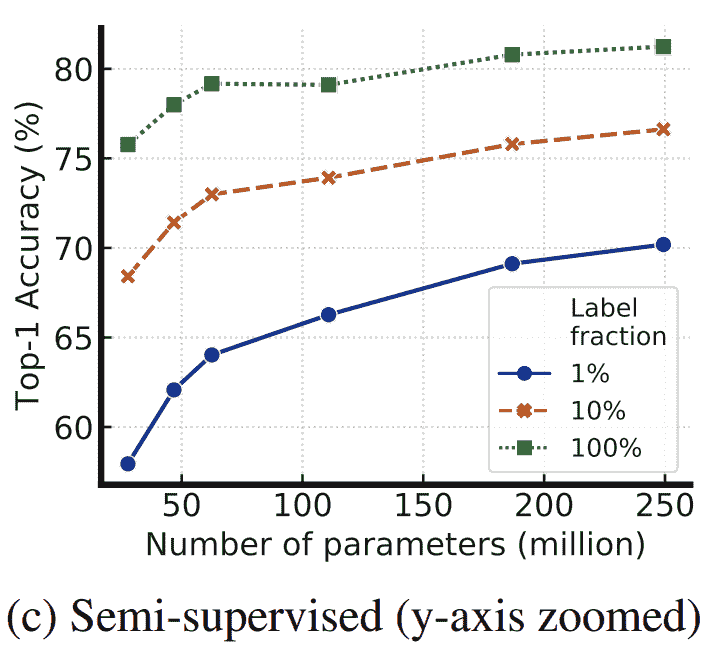 80
75
70
65
60
Top-1 Accuracy (%)
Label
fraction
1%
10%
100%
50
100
150
200
250
Number of parameters (million)
(c) Semi-supervised (y-axis zoomed)